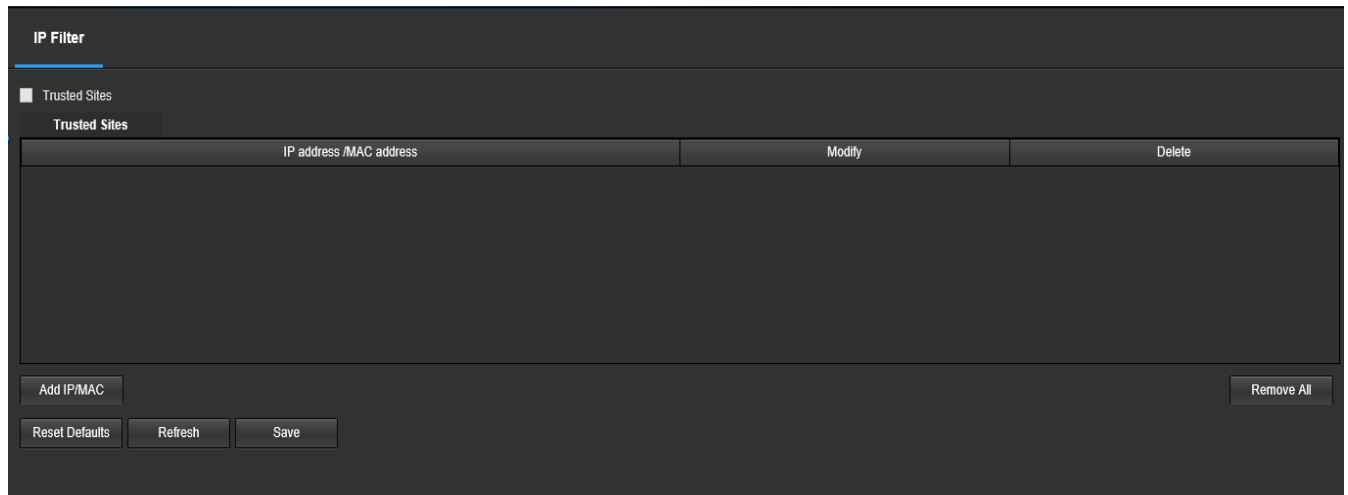 IP Filter
Trusted Sites
Trusted Sites
IP address /MAC address Modify Delete
Add IP/MAC Remove All
Reset Defaults Refresh Save